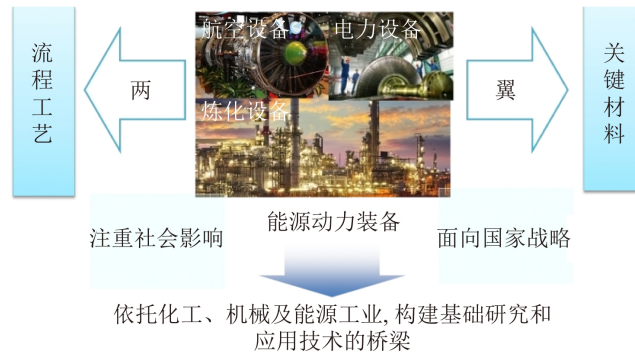 流程工艺
两
航空设备
电力设备
炼化设备
翼
关键材料
能源动力装备
注重社会影响
面向国家战略
依托化工、机械及能源工业, 构建基础研究和
应用技术的桥梁